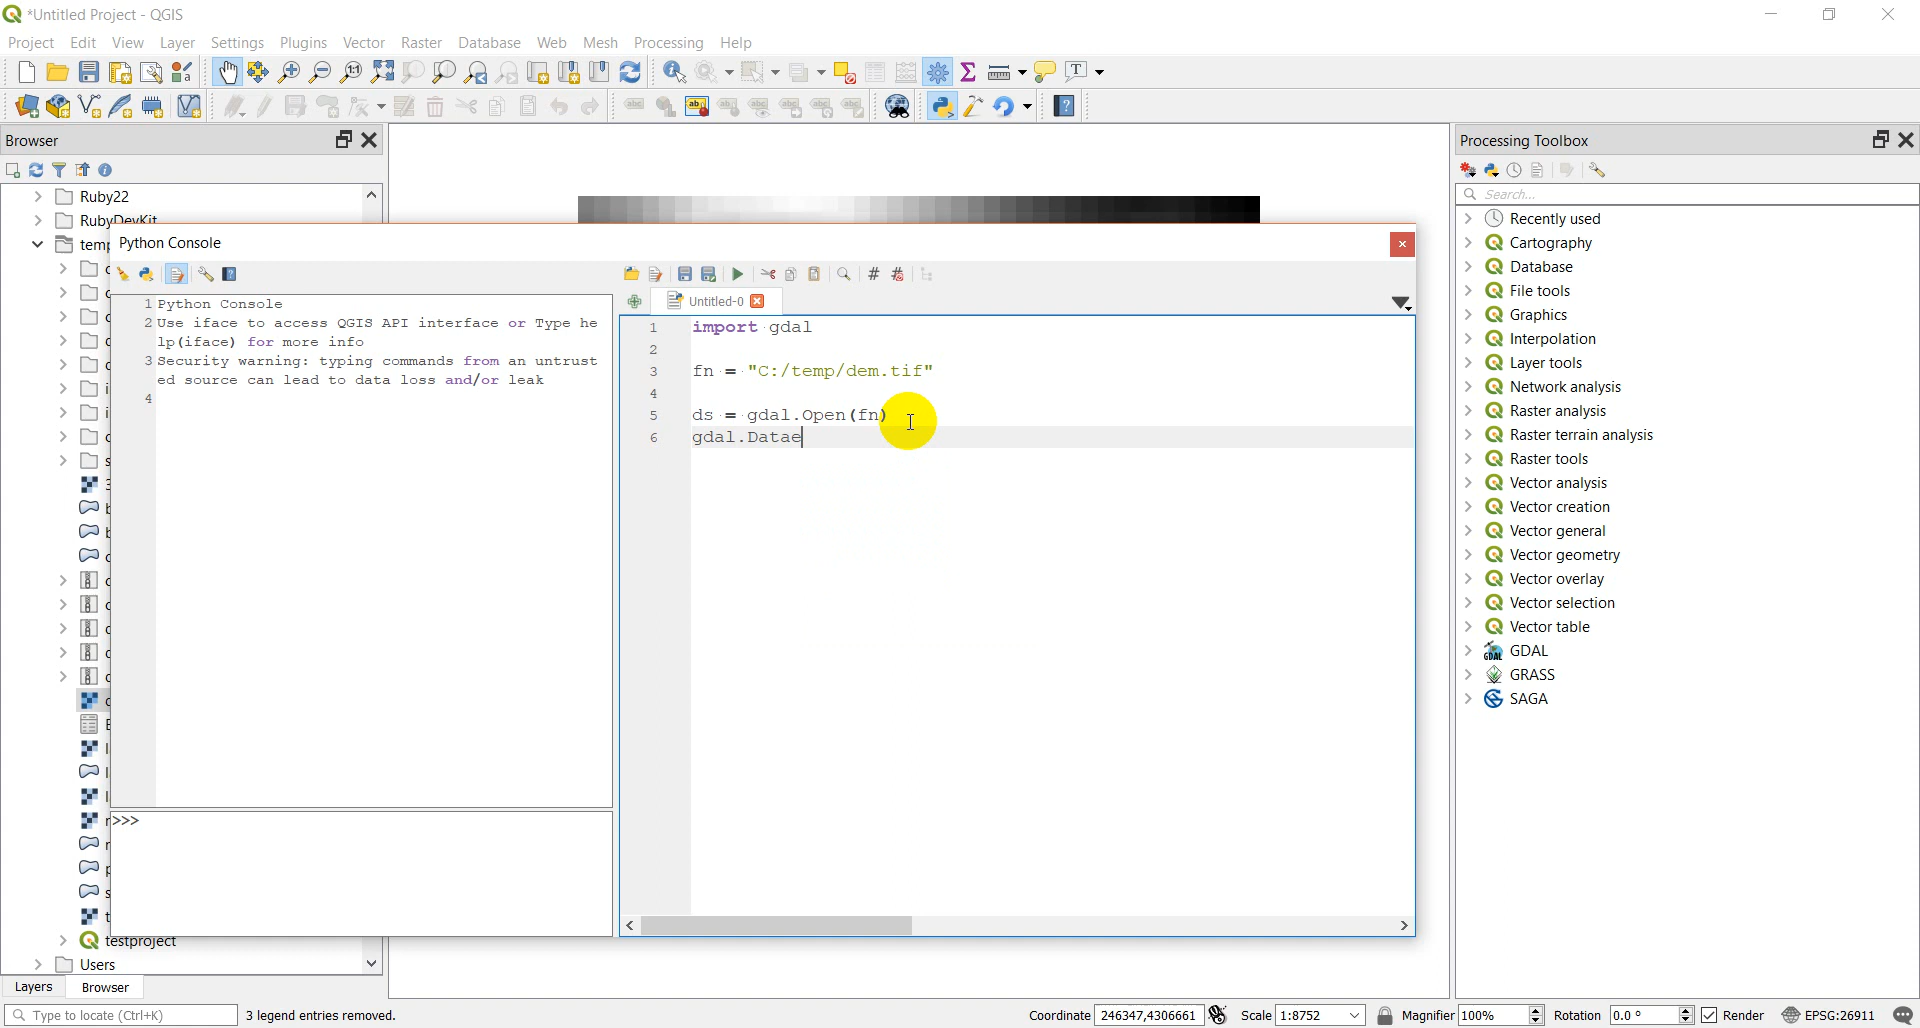 *Untitled Project - QGIS
Project Edit View Layer Settings Plugins Vector Raster Database Web Mesh Processing Help
Browser
Ruby22
RubyDevKit
temp
testproject
Users
Layers Browser
Python Console
1 Python Console
2 Use iface to access QGIS API interface or Type he
lp(iface) for more info
3 Security warning: typing commands from an untrust
ed source can lead to data loss and/or leak
4
>>>
Untitled-0
1 import gdal
2
3 fn = "C:/temp/dem.tif"
4
5 ds = gdal.Open(fn)
6 gdal.Datae
Processing Toolbox
Search...
Recently used
Cartography
Database
File tools
Graphics
Interpolation
Layer tools
Network analysis
Raster analysis
Raster terrain analysis
Raster tools
Vector analysis
Vector creation
Vector general
Vector geometry
Vector overlay
Vector selection
Vector table
GDAL
GRASS
SAGA
Type to locate (Ctrl+K) 3 legend entries removed. Coordinate 246347,4306661 Scale 1:8752 Magnifier 100% Rotation 0.0 ° Render EPSG:26911